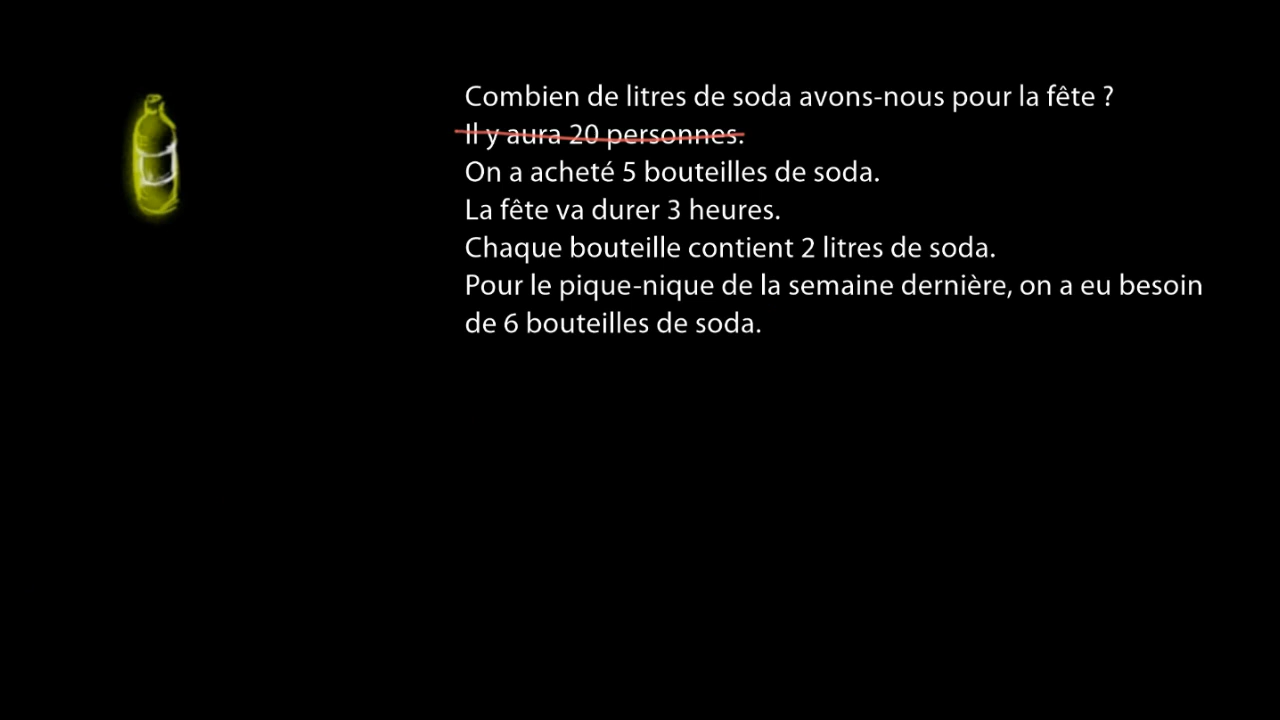 Combien de litres de soda avons-nous pour la fête ?
Il y aura 20 personnes.
On a acheté 5 bouteilles de soda.
La fête va durer 3 heures.
Chaque bouteille contient 2 litres de soda.
Pour le pique-nique de la semaine dernière, on a eu besoin
de 6 bouteilles de soda.